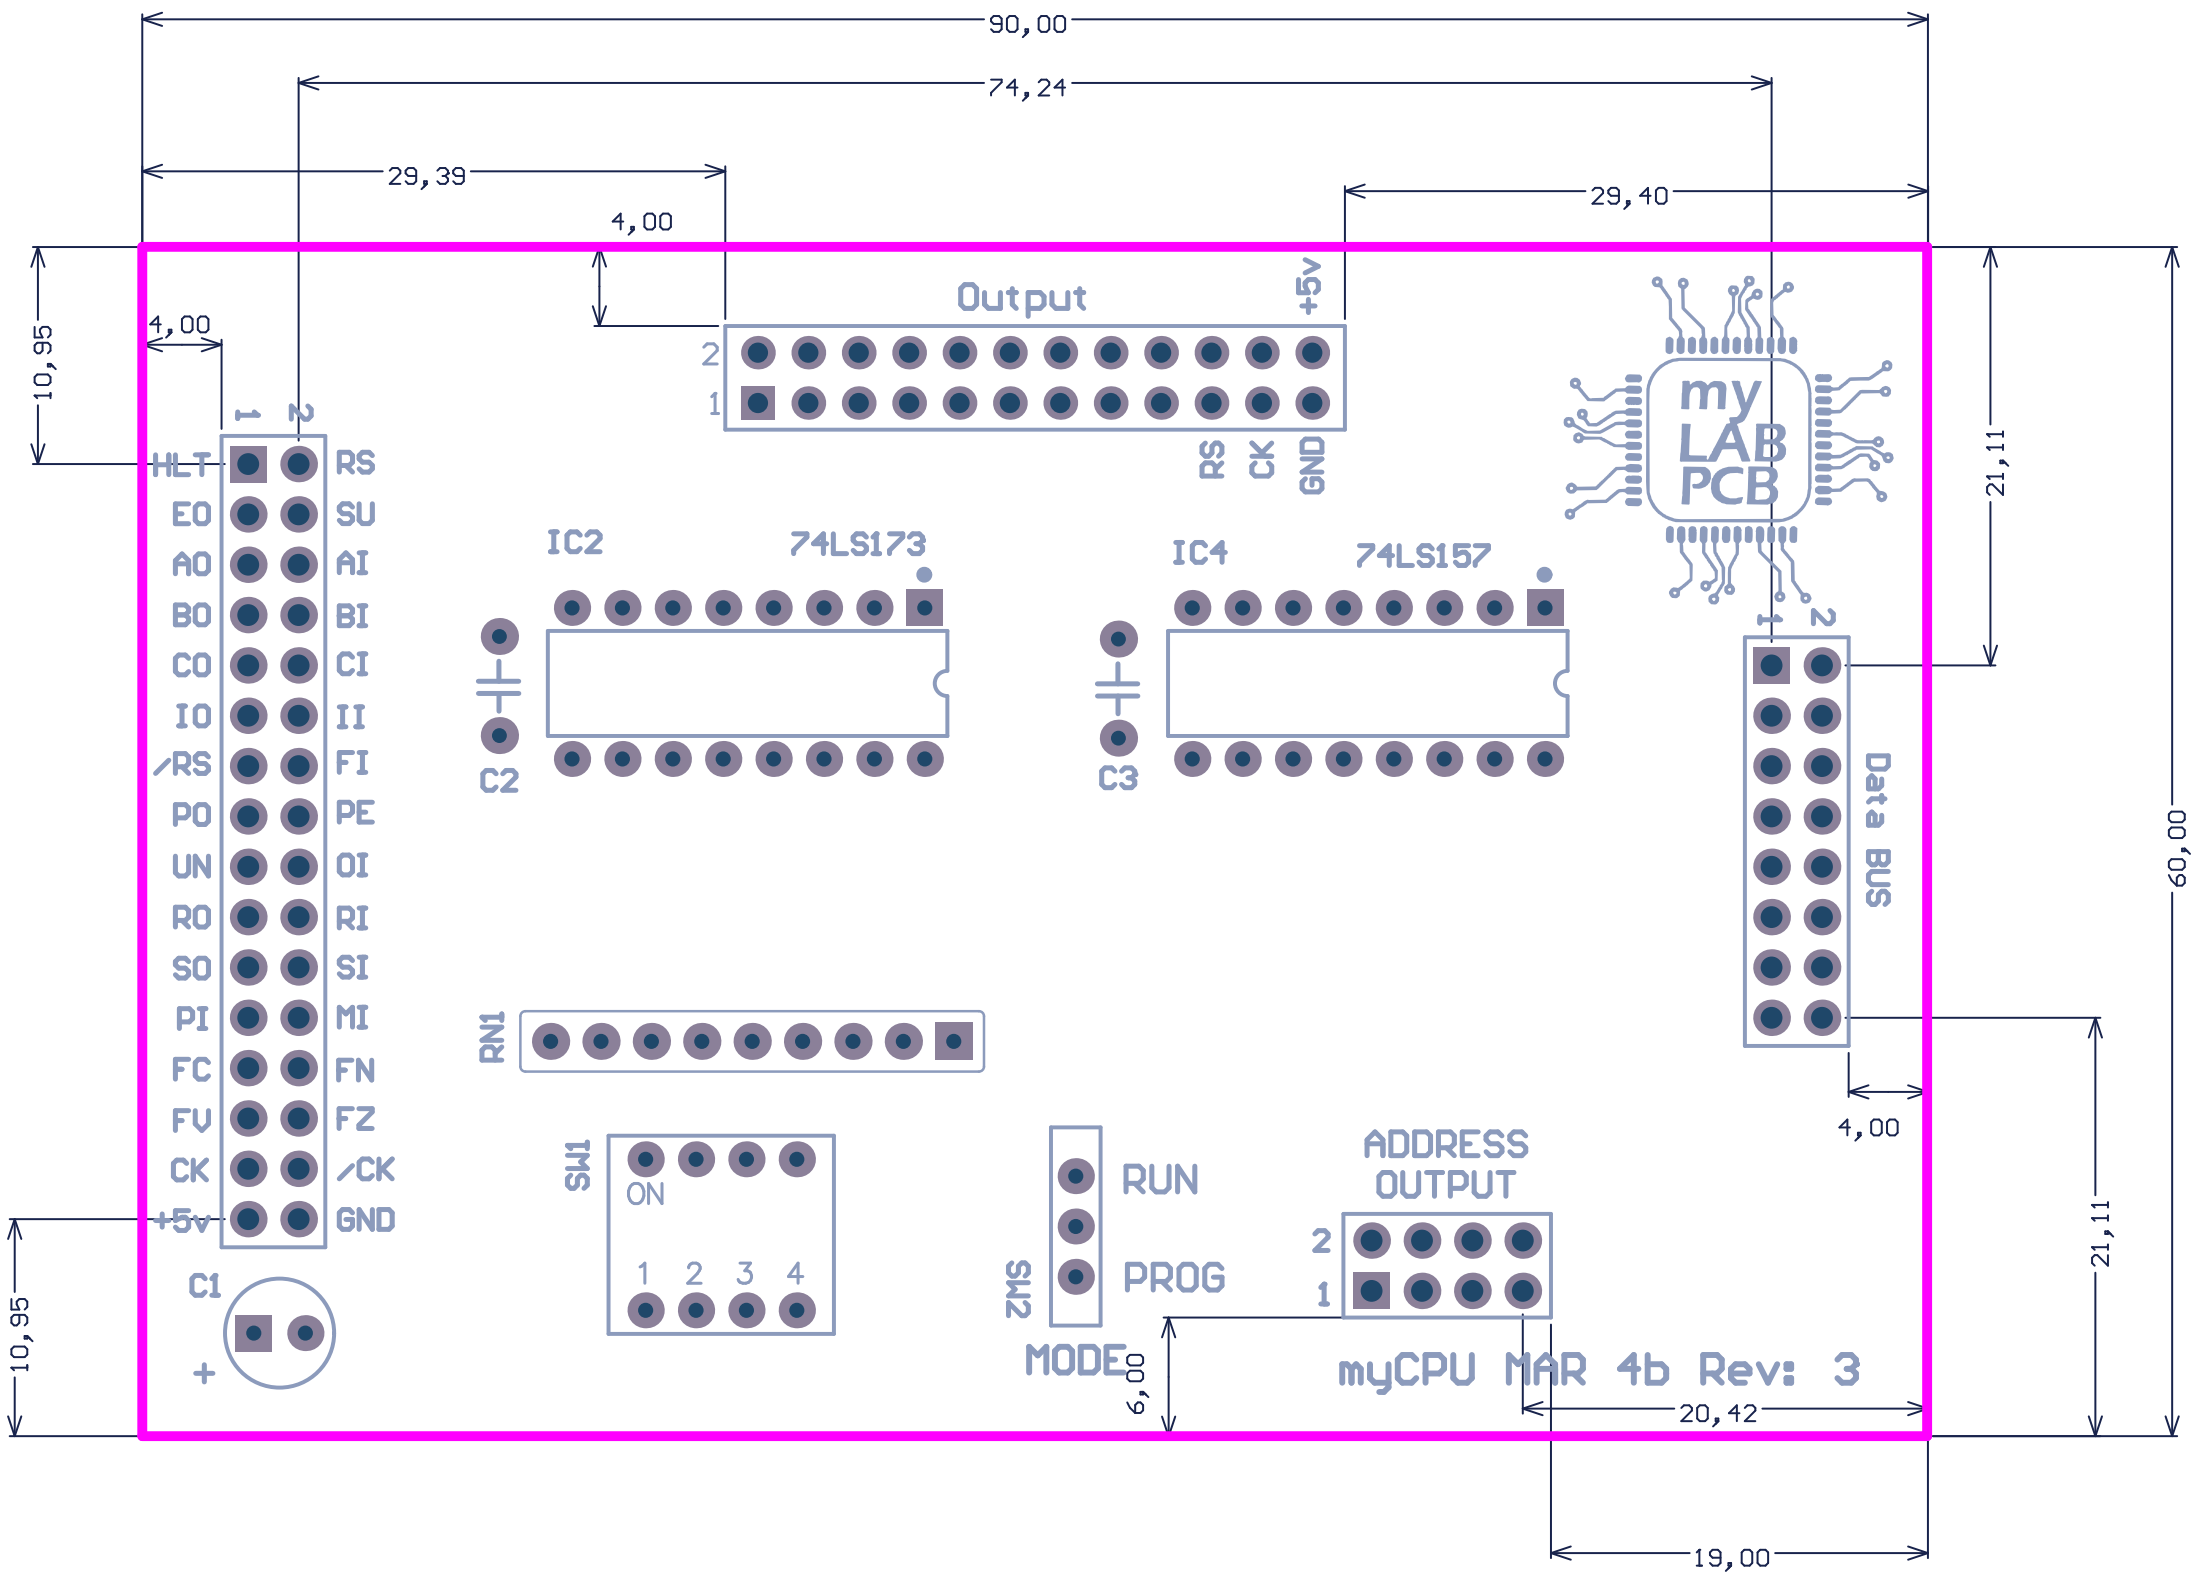 90,00
74,24
29,39
29,40
4,00
10,95
4,00
Output
+5v
2
1
RS
CK
GND
my
LAB
PCB
21,11
60,00
1
2
HLT
RS
EO
SU
AO
AI
BO
BI
CO
CI
IO
II
/RS
FI
PO
PE
UN
OI
RO
RI
SO
SI
PI
MI
FC
FN
FV
FZ
CK
/CK
+5v
GND
IC2
74LS173
IC4
74LS157
C2
C3
1
2
Data BUS
4,00
RN1
SW1
ON
1
2
3
4
SW2
RUN
PROG
MODE
ADDRESS
OUTPUT
2
1
C1
+
10,95
6,00
myCPU MAR 4b Rev: 3
20,42
21,11
19,00